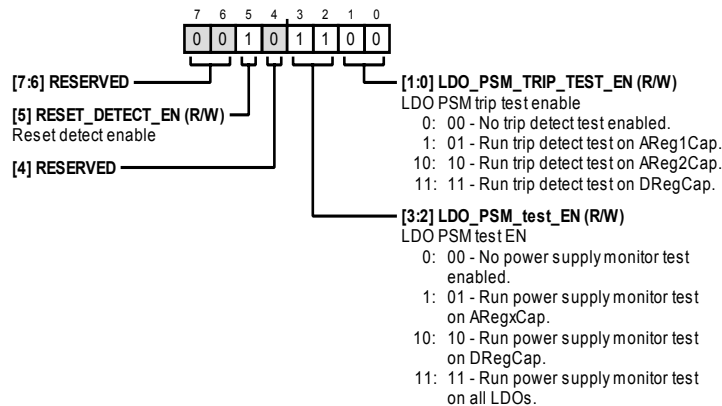 7 6 5 4 3 2 1 0
0 0 1 0 1 1 0 0
[7:6] RESERVED
[5] RESET_DETECT_EN (R/W)
Reset detect enable
[4] RESERVED
[1:0] LDO_PSM_TRIP_TEST_EN (R/W)
LDO PSM trip test enable
0: 00 - No trip detect test enabled.
1: 01 - Run trip detect test on AReg1Cap.
10: 10 - Run trip detect test on AReg2Cap.
11: 11 - Run trip detect test on DRegCap.
[3:2] LDO_PSM_test_EN (R/W)
LDO PSM test EN
0: 00 - No power supply monitor test
enabled.
1: 01 - Run power supply monitor test
on ARegxCap.
10: 10 - Run power supply monitor test
on DRegCap.
11: 11 - Run power supply monitor test
on all LDOs.